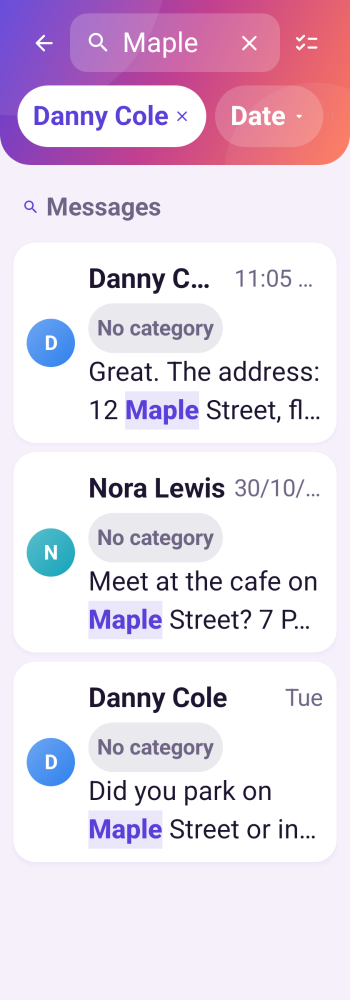 Maple
Danny Cole ×
Date
Messages
Danny C... 11:05 ...
D
No category
Great. The address:
12 Maple Street, fl...
Nora Lewis 30/10/...
N
No category
Meet at the cafe on
Maple Street? 7 P...
Danny Cole Tue
D
No category
Did you park on
Maple Street or in...